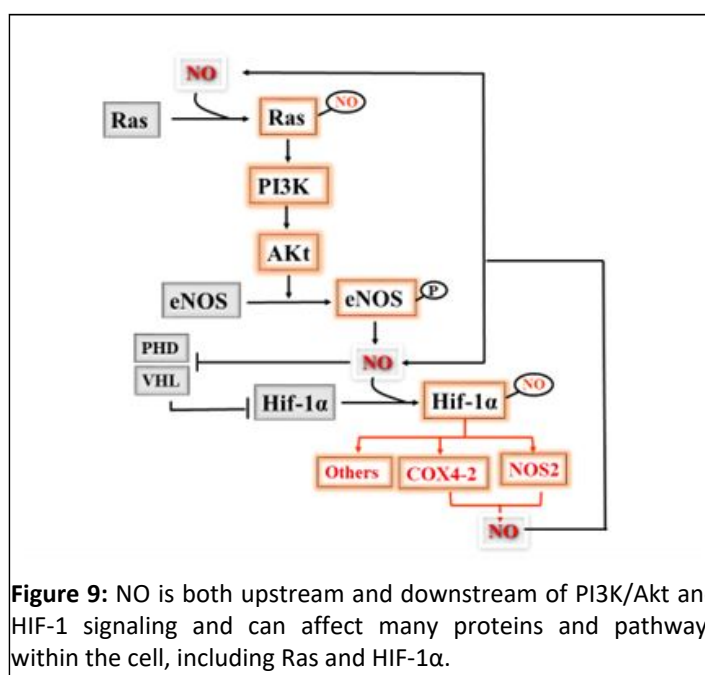 NO
Ras
Ras
NO
PI3K
AKt
eNOS
eNOS
P
PHD
VHL
NO
Hif-1α
Hif-1α
NO
Others
COX4-2
NOS2
NO
Figure 9: NO is both upstream and downstream of PI3K/Akt an
HIF-1 signaling and can affect many proteins and pathway
within the cell, including Ras and HIF-1α.